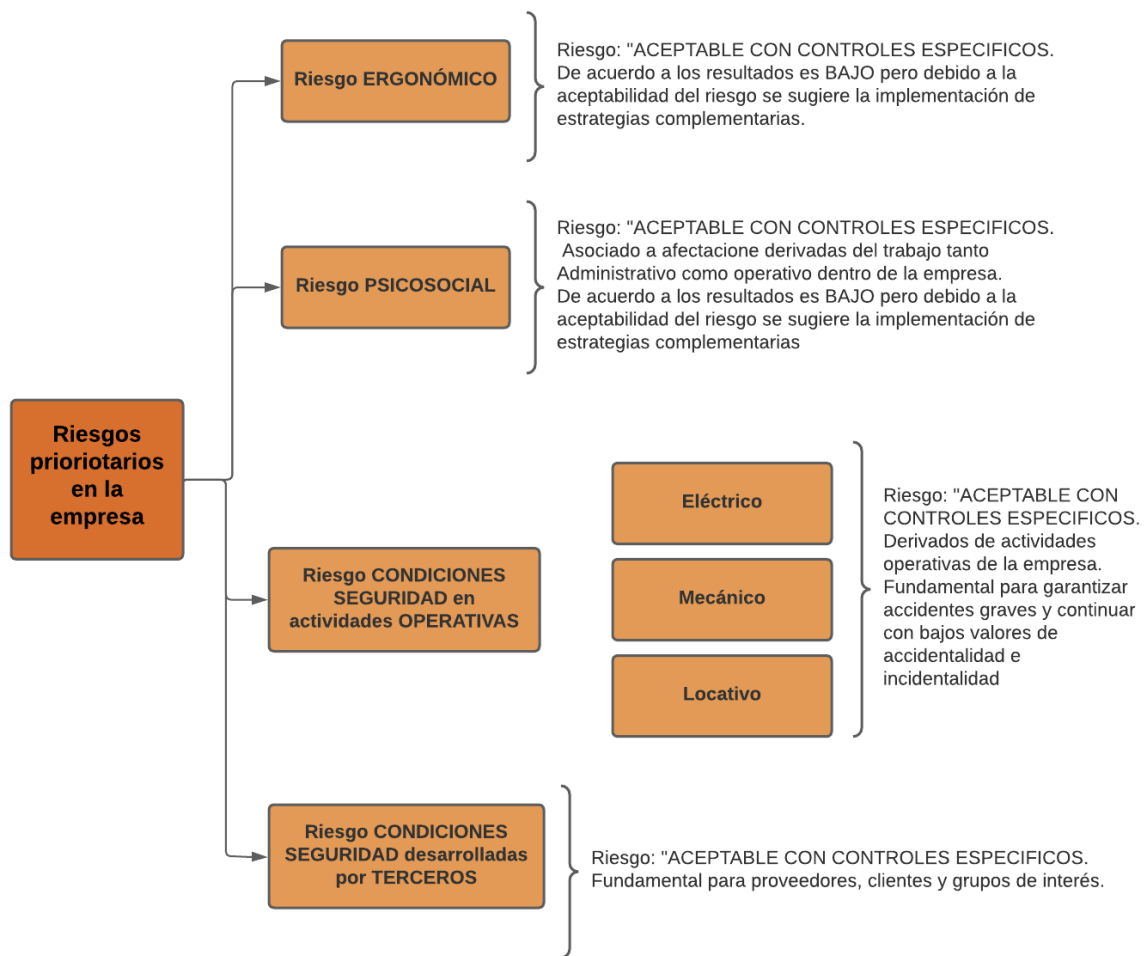 Riesgo ERGONÓMICO
Riesgo: "ACEPTABLE CON CONTROLES ESPECIFICOS.
De acuerdo a los resultados es BAJO pero debido a la
aceptabilidad del riesgo se sugiere la implementación de
estrategias complementarias.
Riesgo PSICOSOCIAL
Riesgo: "ACEPTABLE CON CONTROLES ESPECIFICOS.
Asociado a afectacione derivadas del trabajo tanto
Administrativo como operativo dentro de la empresa.
De acuerdo a los resultados es BAJO pero debido a la
aceptabilidad del riesgo se sugiere la implementación de
estrategias complementarias
Riesgos
prioriotarios
en la
empresa
Riesgo CONDICIONES
SEGURIDAD en
actividades OPERATIVAS
Eléctrico
Mecánico
Locativo
Riesgo: "ACEPTABLE CON
CONTROLES ESPECIFICOS.
Derivados de actividades
operativas de la empresa.
Fundamental para garantizar
accidentes graves y continuar
con bajos valores de
accidentalidad e
incidentalidad
Riesgo CONDICIONES
SEGURIDAD desarrolladas
por TERCEROS
Riesgo: "ACEPTABLE CON CONTROLES ESPECIFICOS.
Fundamental para proveedores, clientes y grupos de interés.